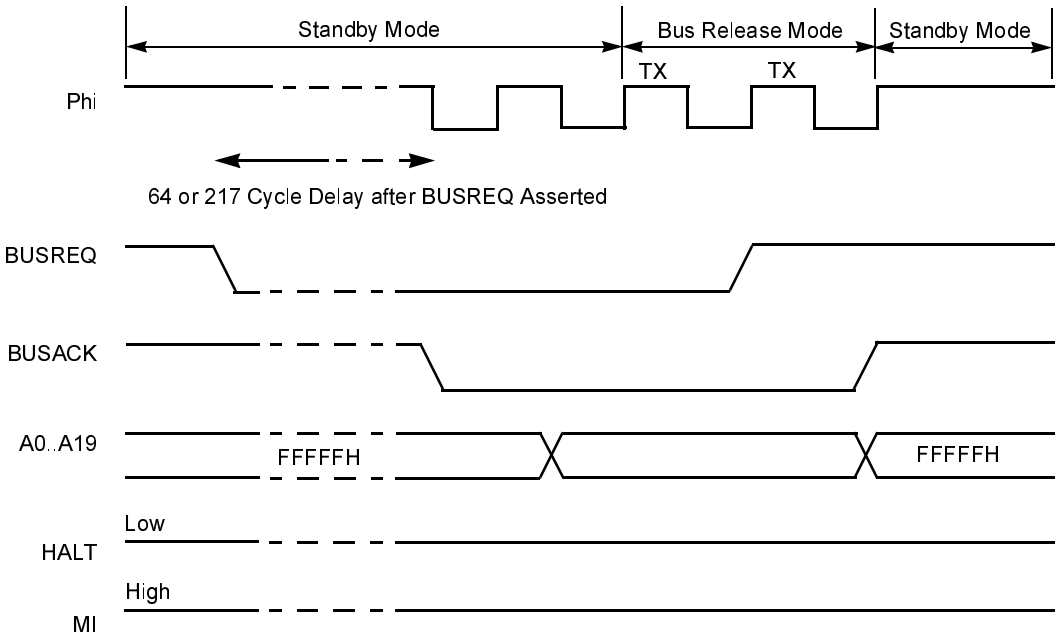 Standby Mode
Bus Release Mode
Standby Mode
TX
TX
Phi
64 or 217 Cycle Delay after BUSREQ Asserted
BUSREQ
BUSACK
A0..A19
FFFFFH
FFFFFH
Low
HALT
High
MI